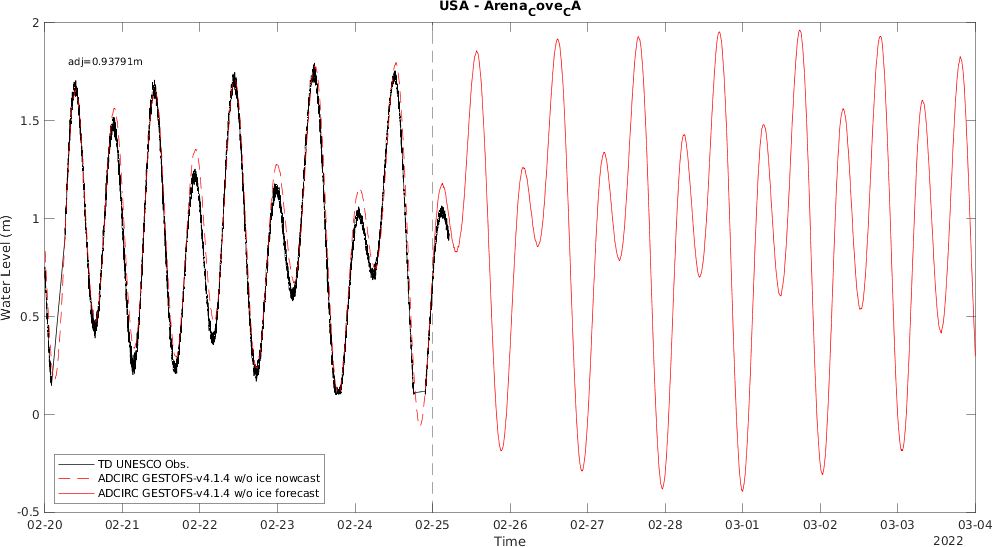 USA - ArenaCoveCA
2
1.5
1
0.5
0
-0.5
Water Level (m)
adj=0.93791m
TD UNESCO Obs.
ADCIRC GESTOFS-v4.1.4 w/o ice nowcast
ADCIRC GESTOFS-v4.1.4 w/o ice forecast
02-20 02-21 02-22 02-23 02-24 02-25 02-26 02-27 02-28 03-01 03-02 03-03 03-04
Time
2022